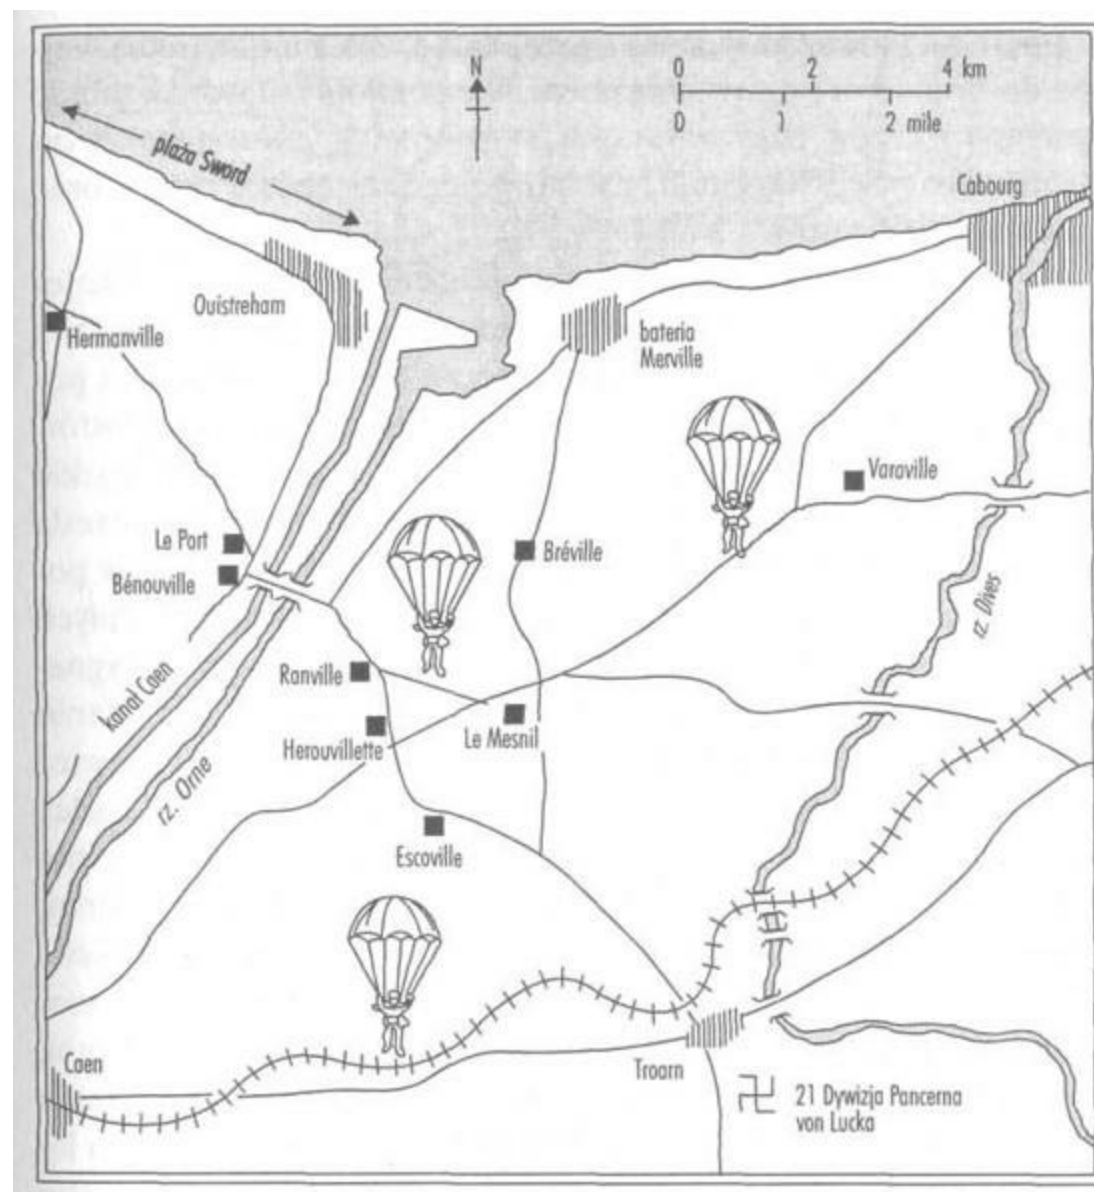 N
0 2 4 km
0 1 2 mile
plaża Sword
Cabourg
Ouistreham
Hermanville
bateria
Merville
Varaville
Le Port
Bréville
Bénouville
rz. Dives
Ranville
kanal Caen
Le Mesnil
Herouvillette
rz. Orne
Escoville
Caen
Troarn
21 Dywizja Pancerna
von Lucka